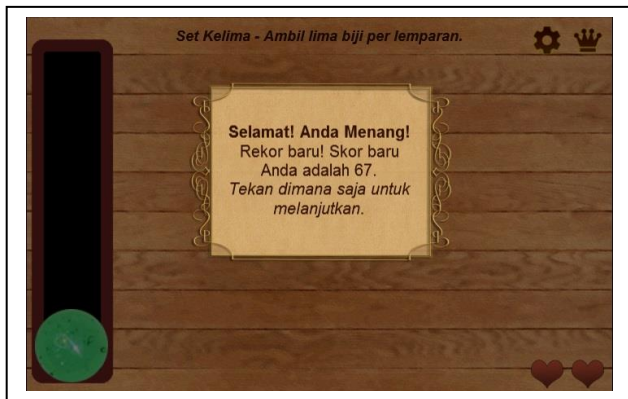 Set Kelima - Ambil lima biji per lemparan.
Selamat! Anda Menang!
Rekor baru! Skor baru
Anda adalah 67.
Tekan dimana saja untuk
melanjutkan.